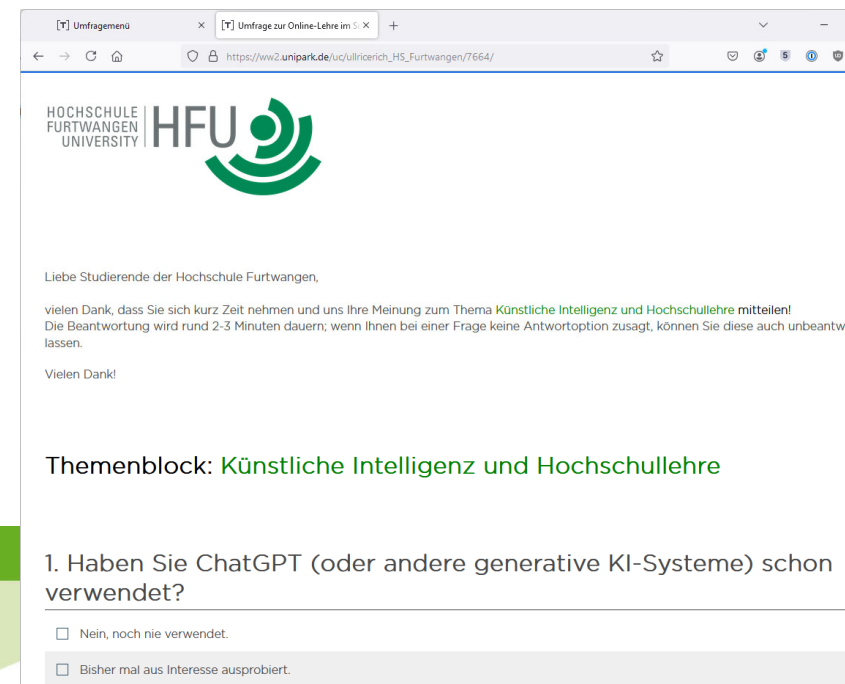 [T] Umfragemenü
[T] Umfrage zur Online-Lehre im
https://ww2.unipark.de/uc/ullricerich_HS_Furtwangen/7664/
5
HOCHSCHULE
FURTWANGEN
UNIVERSITY
HFU
Liebe Studierende der Hochschule Furtwangen,
vielen Dank, dass Sie sich kurz Zeit nehmen und uns Ihre Meinung zum Thema Künstliche Intelligenz und Hochschullehre mitteilen!
Die Beantwortung wird rund 2-3 Minuten dauern; wenn Ihnen bei einer Frage keine Antwortoption zusagt, können Sie diese auch unbeantw
lassen.
Vielen Dank!
Themenblock: Künstliche Intelligenz und Hochschullehre
1. Haben Sie ChatGPT (oder andere generative KI-Systeme) schon
verwendet?
Nein, noch nie verwendet.
Bisher mal aus Interesse ausprobiert.